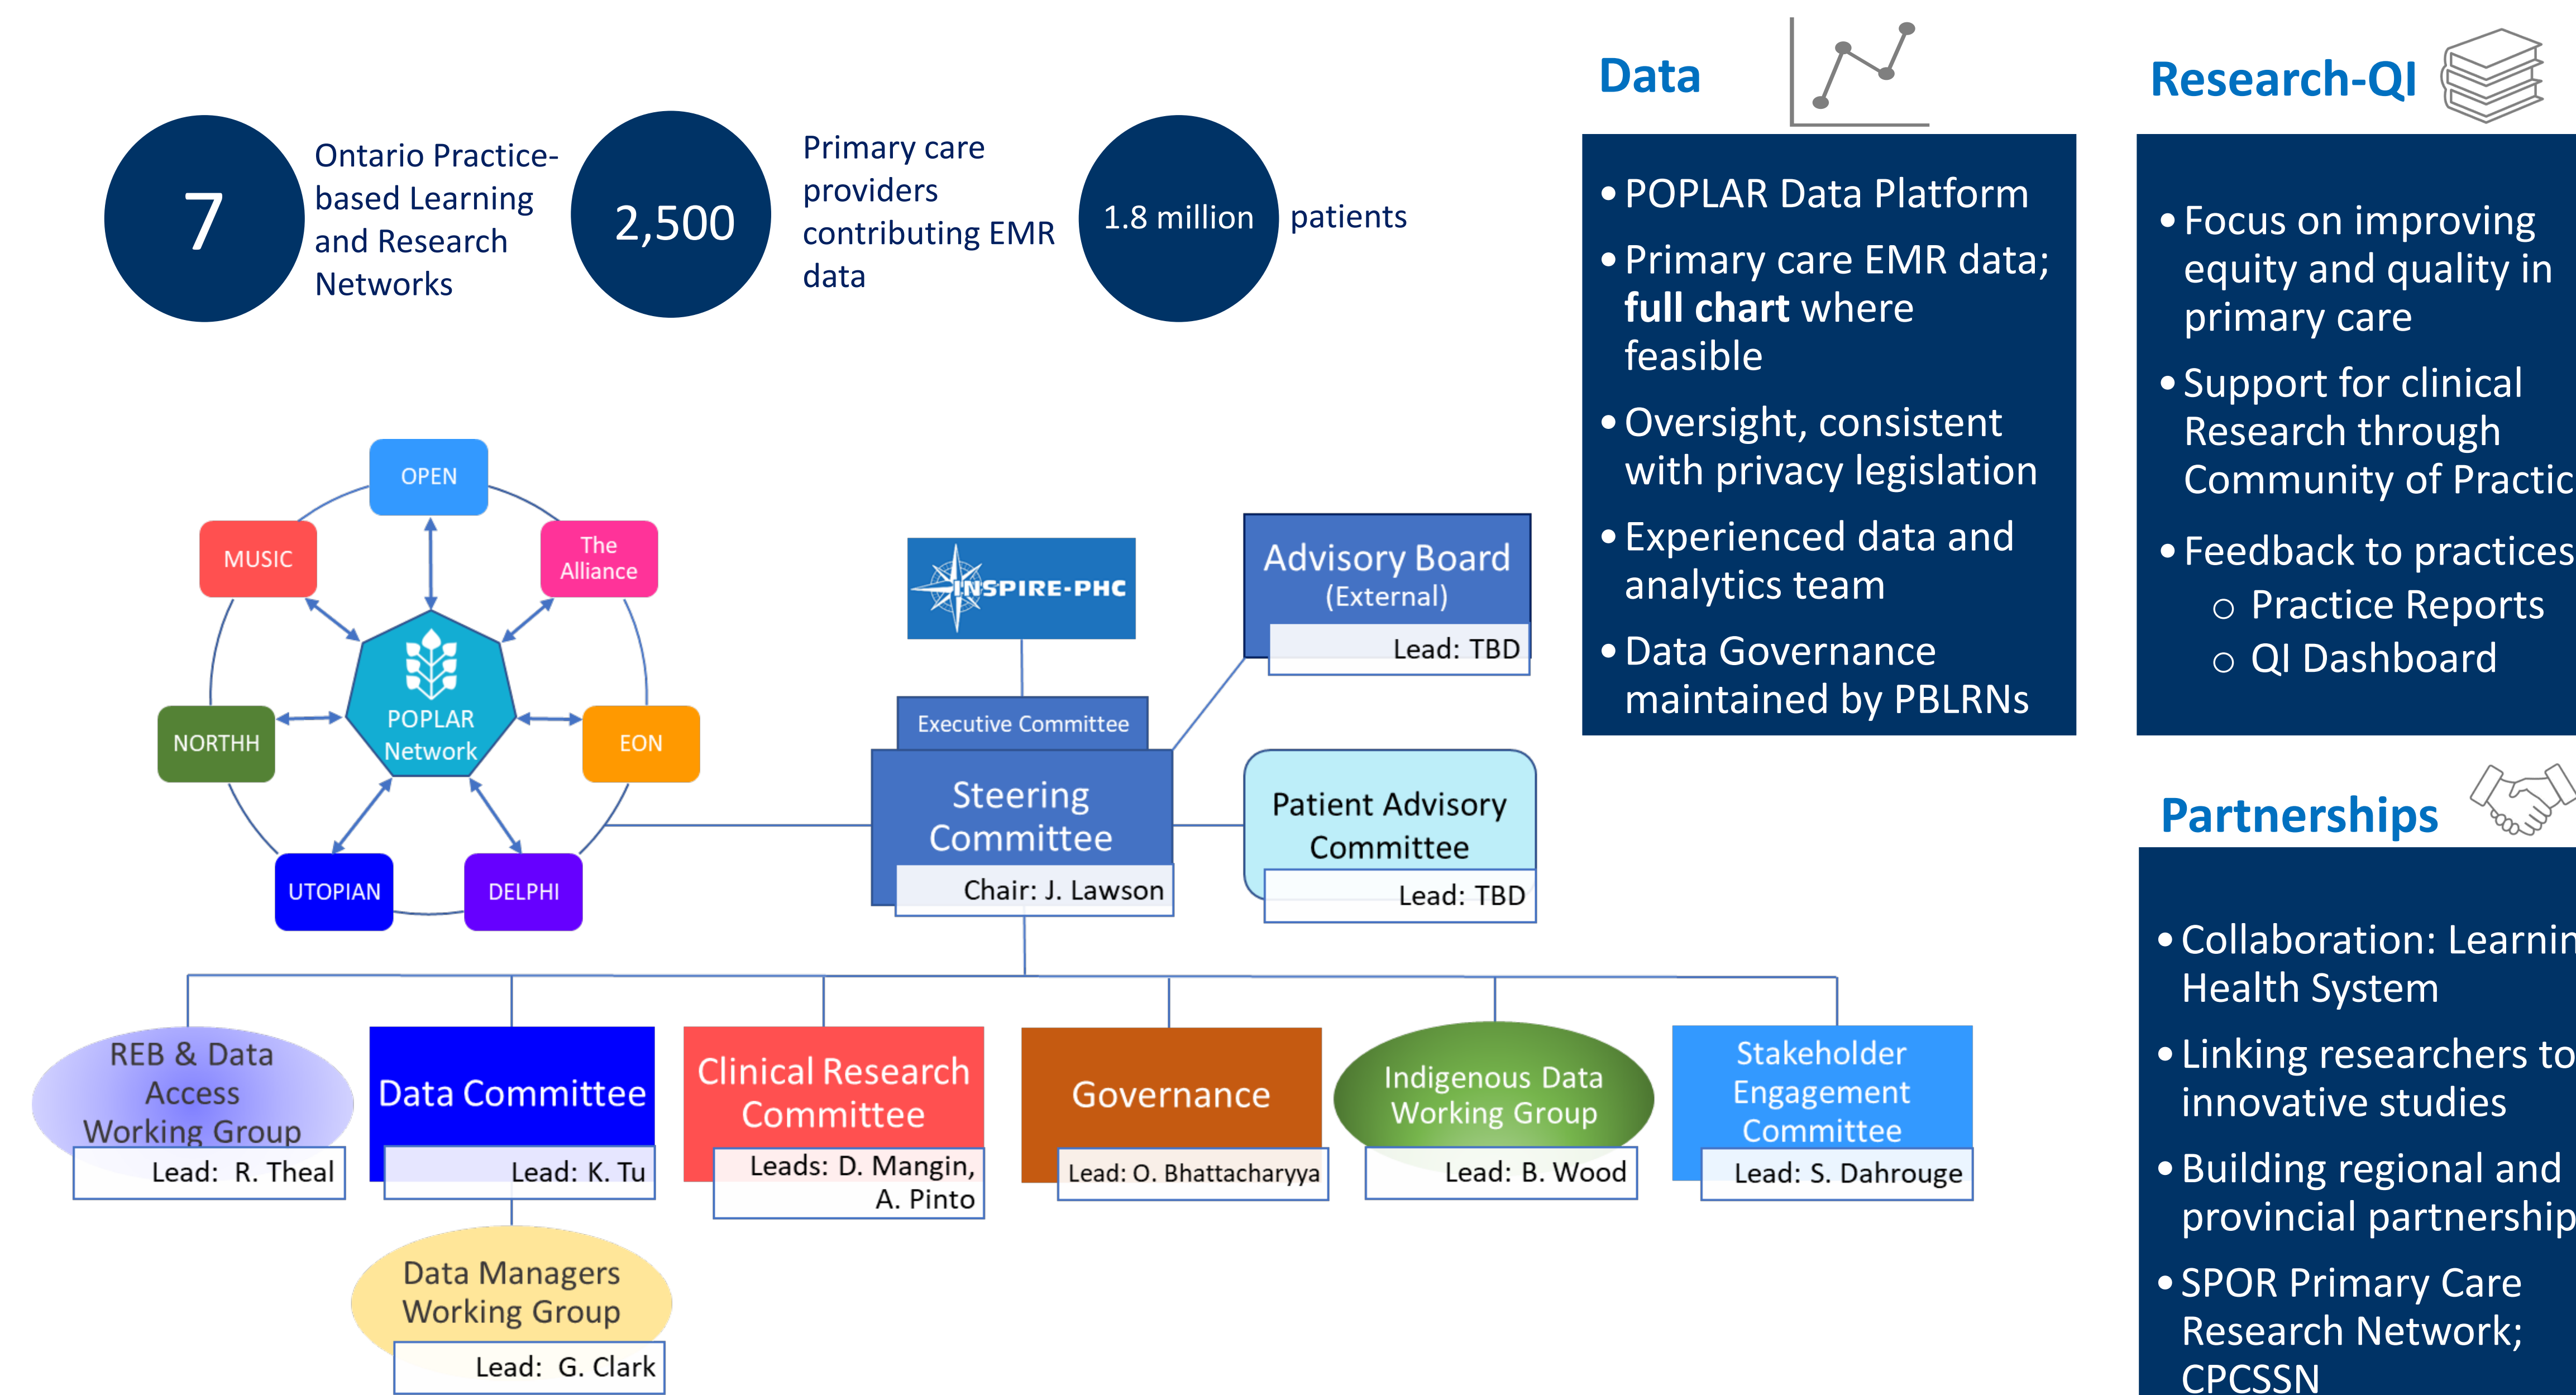 7
Ontario Practice-
based Learning
and Research
Networks
2,500
Primary care
providers
contributing EMR
data
1.8 million
patients
OPEN
MUSIC
The
Alliance
NORTHH
POPLAR
Network
EON
UTOPIAN
DELPHI
INSPIRE-PHC
Advisory Board
(External)
Lead: TBD
Executive Committee
Steering
Committee
Chair: J. Lawson
Patient Advisory
Committee
Lead: TBD
REB & Data
Access
Working Group
Lead: R. Theal
Data Committee
Lead: K. Tu
Clinical Research
Committee
Leads: D. Mangin,
A. Pinto
Governance
Lead: O. Bhattacharyya
Indigenous Data
Working Group
Lead: B. Wood
Stakeholder
Engagement
Committee
Lead: S. Dahrouge
Data Managers
Working Group
Lead: G. Clark
Data
• POPLAR Data Platform
• Primary care EMR data;
full chart where
feasible
• Oversight, consistent
with privacy legislation
• Experienced data and
analytics team
• Data Governance
maintained by PBLRNs
Research-QI
• Focus on improving
equity and quality in
primary care
• Support for clinical
Research through
Community of Practic
• Feedback to practices
o Practice Reports
o QI Dashboard
Partnerships
• Collaboration: Learnin
Health System
• Linking researchers to
innovative studies
• Building regional and
provincial partnership
• SPOR Primary Care
Research Network;
CPCSSN